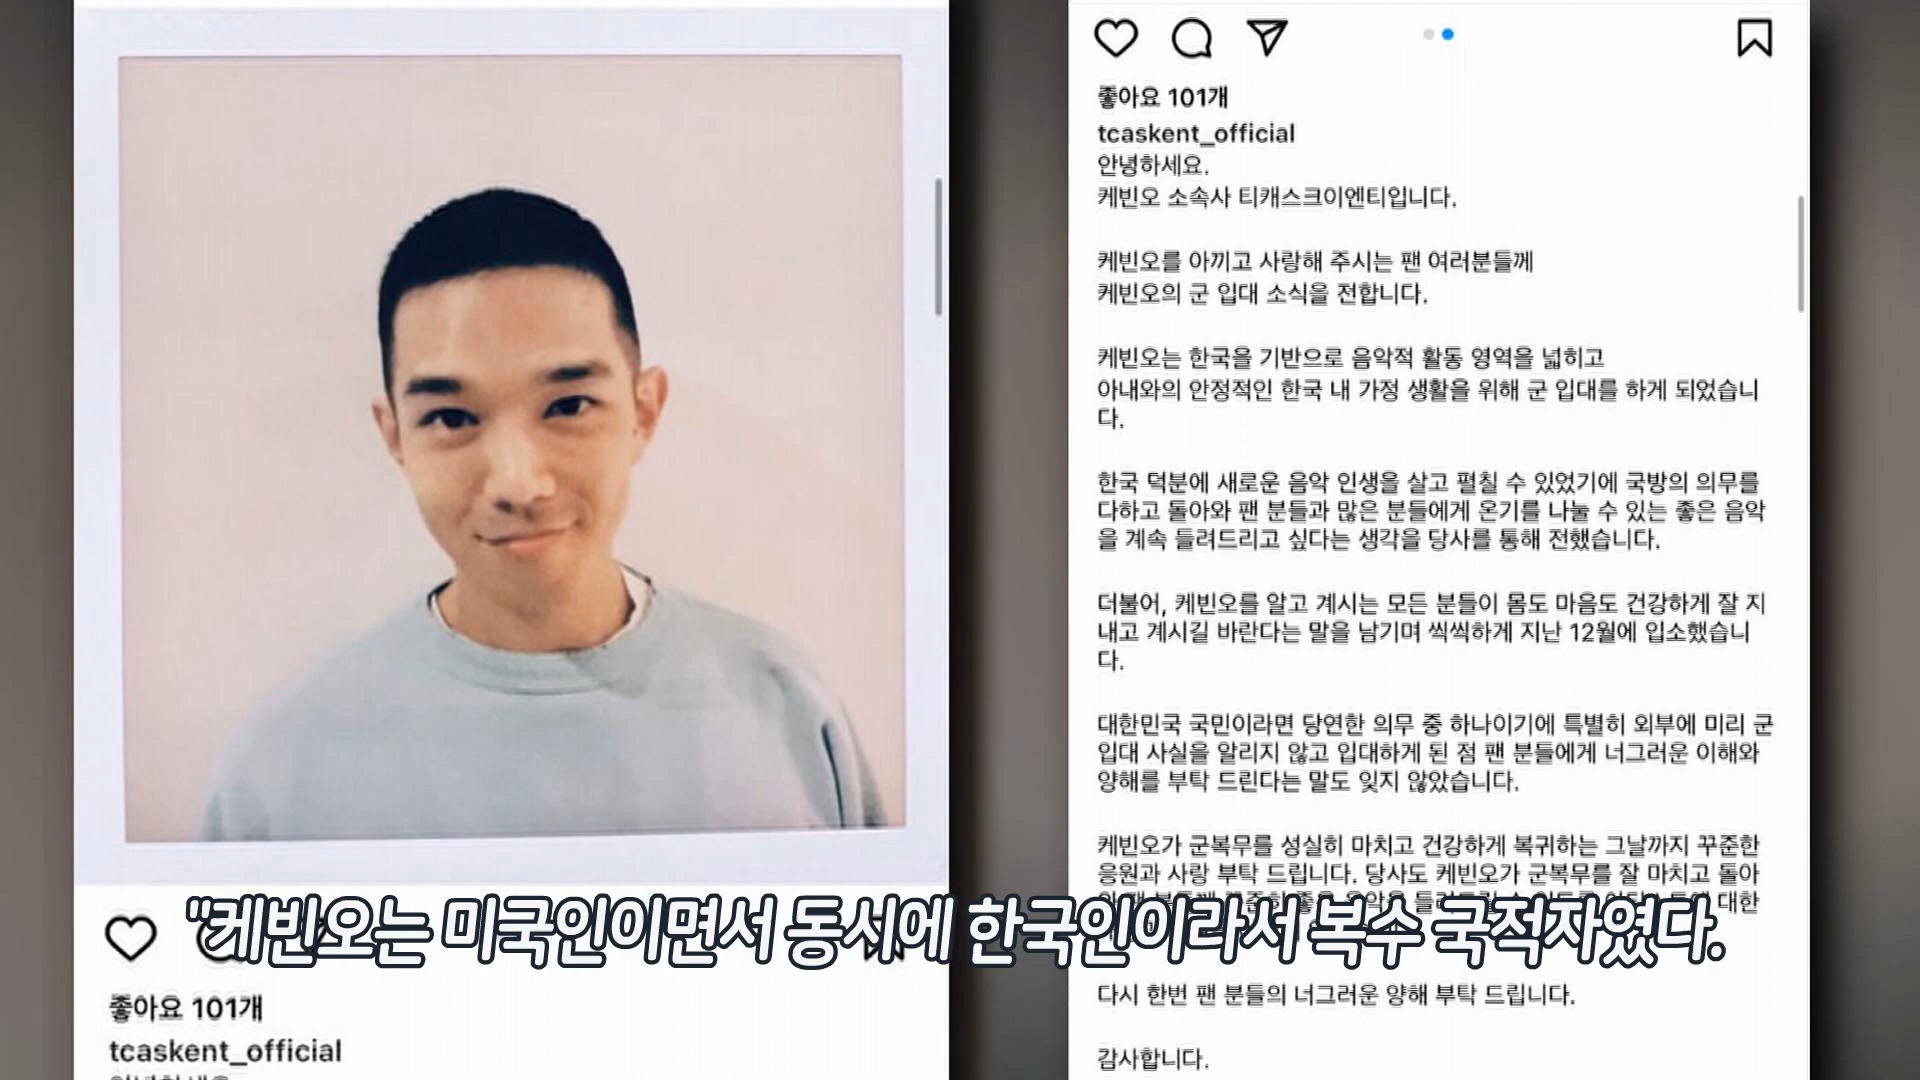 좋아요 101개
tcaskent_official
좋아요 101개
tcaskent_official
안녕하세요.
케빈오 소속사 티캐스크이엔티입니다.
케빈오를 아끼고 사랑해 주시는 팬 여러분들께
케빈오의 군 입대 소식을 전합니다.
케빈오는 한국을 기반으로 음악적 활동 영역을 넓히고
아내와의 안정적인 한국 내 가정 생활을 위해 군 입대를 하게 되었습니
다.
한국 덕분에 새로운 음악 인생을 살고 펼칠 수 있었기에 국방의 의무를
다하고 돌아와 팬 분들과 많은 분들에게 온기를 나눌 수 있는 좋은 음악
을 계속 들려드리고 싶다는 생각을 당사를 통해 전했습니다.
더불어, 케빈오를 알고 계시는 모든 분들이 몸도 마음도 건강하게 잘 지
내고 계시길 바란다는 말을 남기며 씩씩하게 지난 12월에 입소했습니
다.
대한민국 국민이라면 당연한 의무 중 하나이기에 특별히 외부에 미리 군
입대 사실을 알리지 않고 입대하게 된 점 팬 분들에게 너그러운 이해와
양해를 부탁 드린다는 말도 잊지 않았습니다.
케빈오가 군복무를 성실히 마치고 건강하게 복귀하는 그날까지 꾸준한
응원과 사랑 부탁 드립니다. 당사도 케빈오가 군복무를 잘 마치고 돌아
대한
"케빈오는 미국인이면서 동시에 한국인이라서 복수 국적자였다.
다시 한번 팬 분들의 너그러운 양해 부탁 드립니다.
감사합니다.